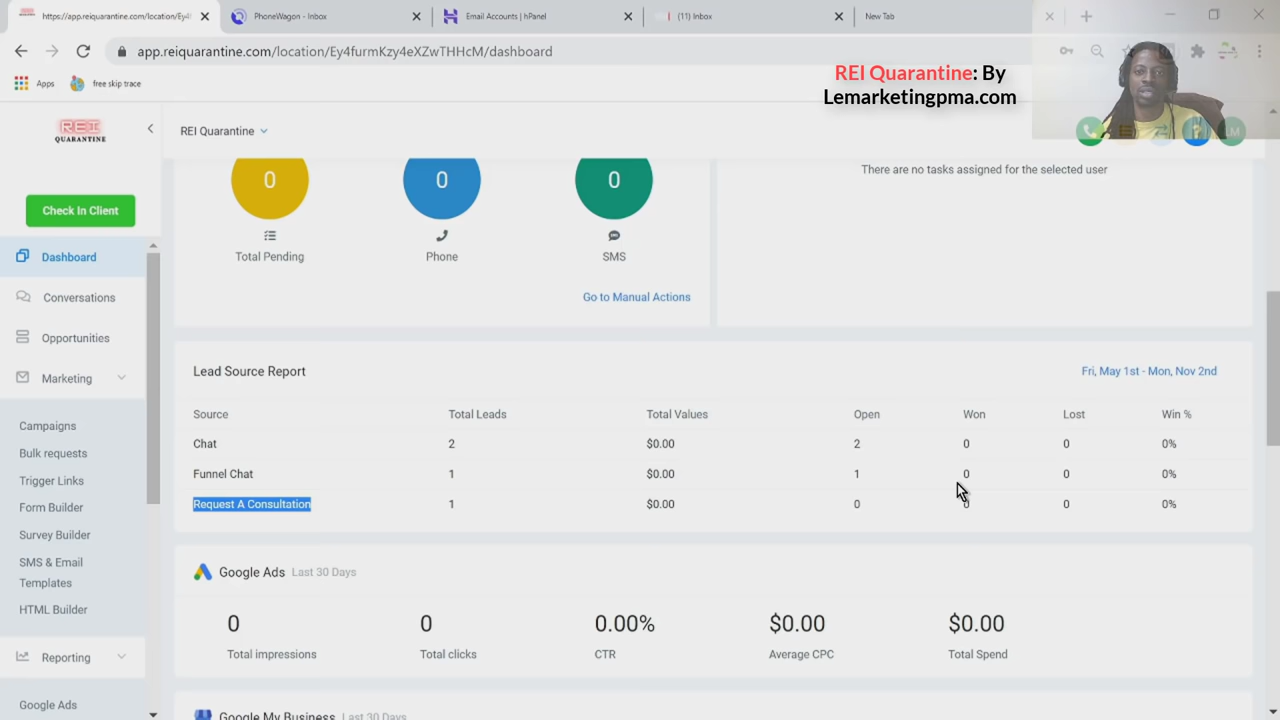 https://app.reiquarantine.com/location/Ey4f
PhoneWagon - Inbox
Email Accounts | hPanel
(11) Inbox
New Tab
app.reiquarantine.com/location/Ey4furmKzy4eXZwTHHcM/dashboard
Apps
free skip trace
REI Quarantine: By
Lemarketingpma.com
REI
QUARANTINE
REI Quarantine
LM
Check In Client
Dashboard
Conversations
Opportunities
Marketing
Campaigns
Bulk requests
Trigger Links
Form Builder
Survey Builder
SMS & Email
Templates
HTML Builder
Reporting
Google Ads
0 0 0
Total Pending Phone SMS
Go to Manual Actions
There are no tasks assigned for the selected user
Lead Source Report Fri, May 1st - Mon, Nov 2nd
Source Total Leads Total Values Open Won Lost Win %
Chat 2 $0.00 2 0 0 0%
Funnel Chat 1 $0.00 1 0 0 0%
Request A Consultation 1 $0.00 0 0 0 0%
Google Ads Last 30 Days
0 0 0.00% $0.00 $0.00
Total impressions Total clicks CTR Average CPC Total Spend
Google My Business Last 30 Days